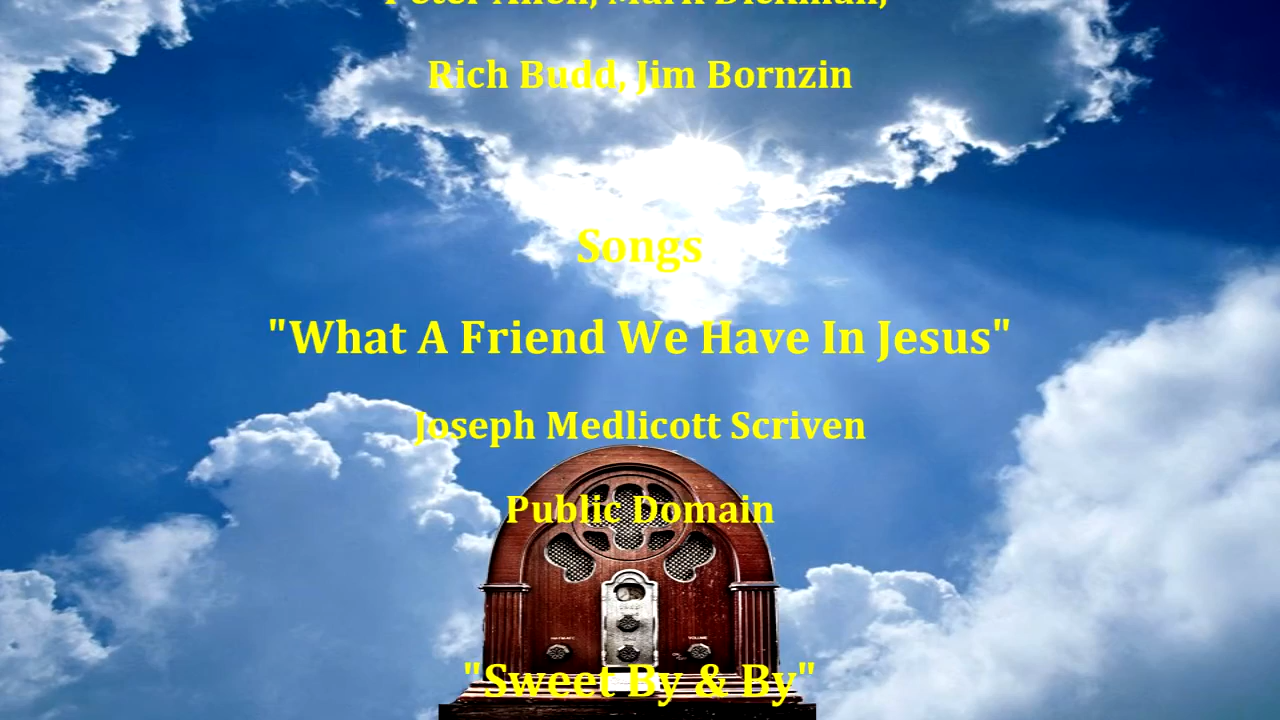 Rich Budd, Jim Bornzin
Songs
"What A Friend We Have In Jesus"
Joseph Medlicott Scriven
Public Domain
VOLUME
"Sweet By & By"